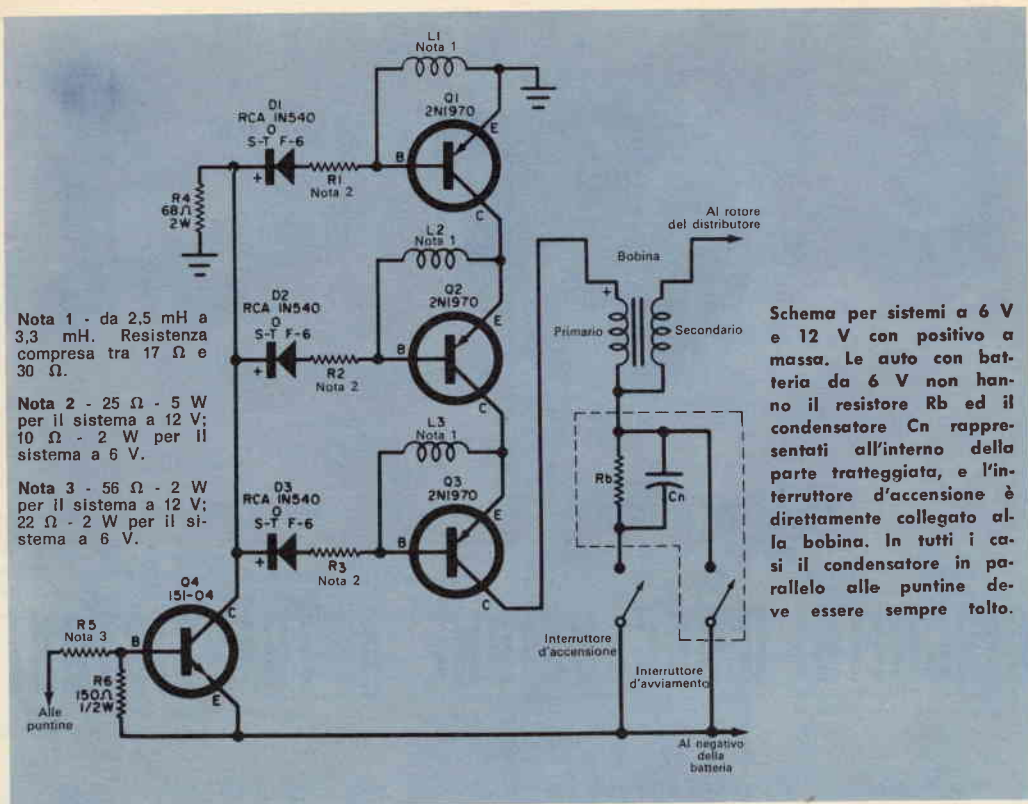 L1
Nota 1
D1
RCA IN540
O
S-T F-6
Q1
2N1970
E
B
C
+
R1
Nota 2
R4
68Ω
2W
L2
Nota 1
D2
RCA IN540
O
S-T F-6
Q2
2N1970
E
B
C
+
R2
Nota 2
L3
Nota 1
D3
RCA IN540
O
S-T F-6
Q3
2N1970
E
B
C
+
R3
Nota 2
Nota 1 - da 2,5 mH a
3,3 mH. Resistenza
compresa tra 17 Ω e
30 Ω.
Nota 2 - 25 Ω - 5 W
per il sistema a 12 V;
10 Ω - 2 W per il
sistema a 6 V.
Nota 3 - 56 Ω - 2 W
per il sistema a 12 V;
22 Ω - 2 W per il si-
stema a 6 V.
Q4
151-04
C
B
E
R5
Nota 3
R6
150Ω
1/2W
Alle
puntine
Al rotore
del distributore
Bobina
+
Primario
Secondario
Rb
Cn
Interruttore
d'accensione
Interruttore
d'avviamento
Al negativo
della
batteria
Schema per sistemi a 6 V
e 12 V con positivo a
massa. Le auto con bat-
teria da 6 V non han-
no il resistore Rb ed il
condensatore Cn rappre-
sentati all'interno della
parte tratteggiata, e l'in-
terruttore d'accensione è
direttamente collegato al-
la bobina. In tutti i ca-
si il condensatore in pa-
rallelo alle puntine de-
ve essere sempre tolto.